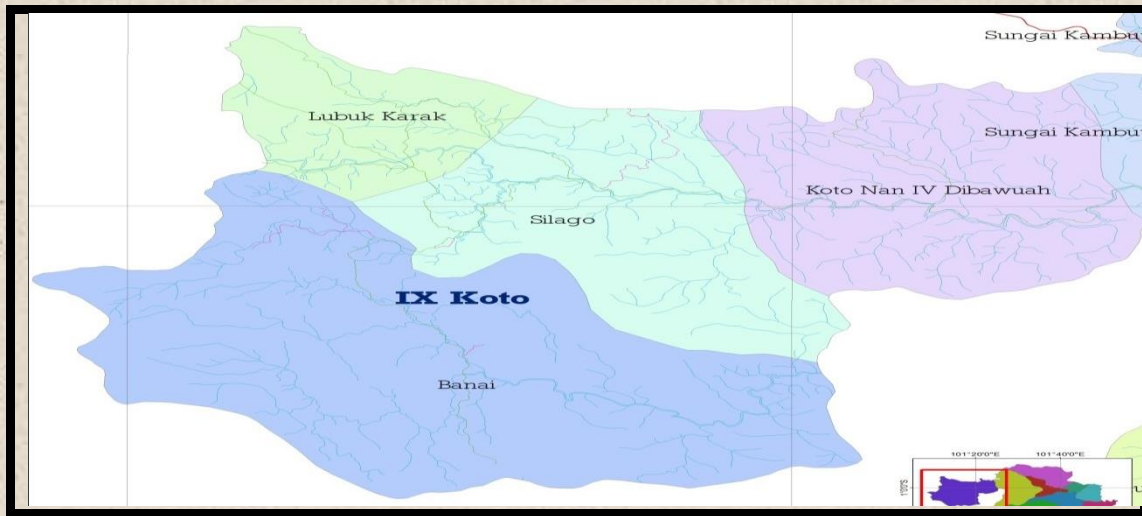 Sungai Kambu
Lubuk Karak
Sungai Kambu
Koto Nan IV Dibawuah
Silago
IX Koto
Banai
101°20'0"E 101°40'0"E